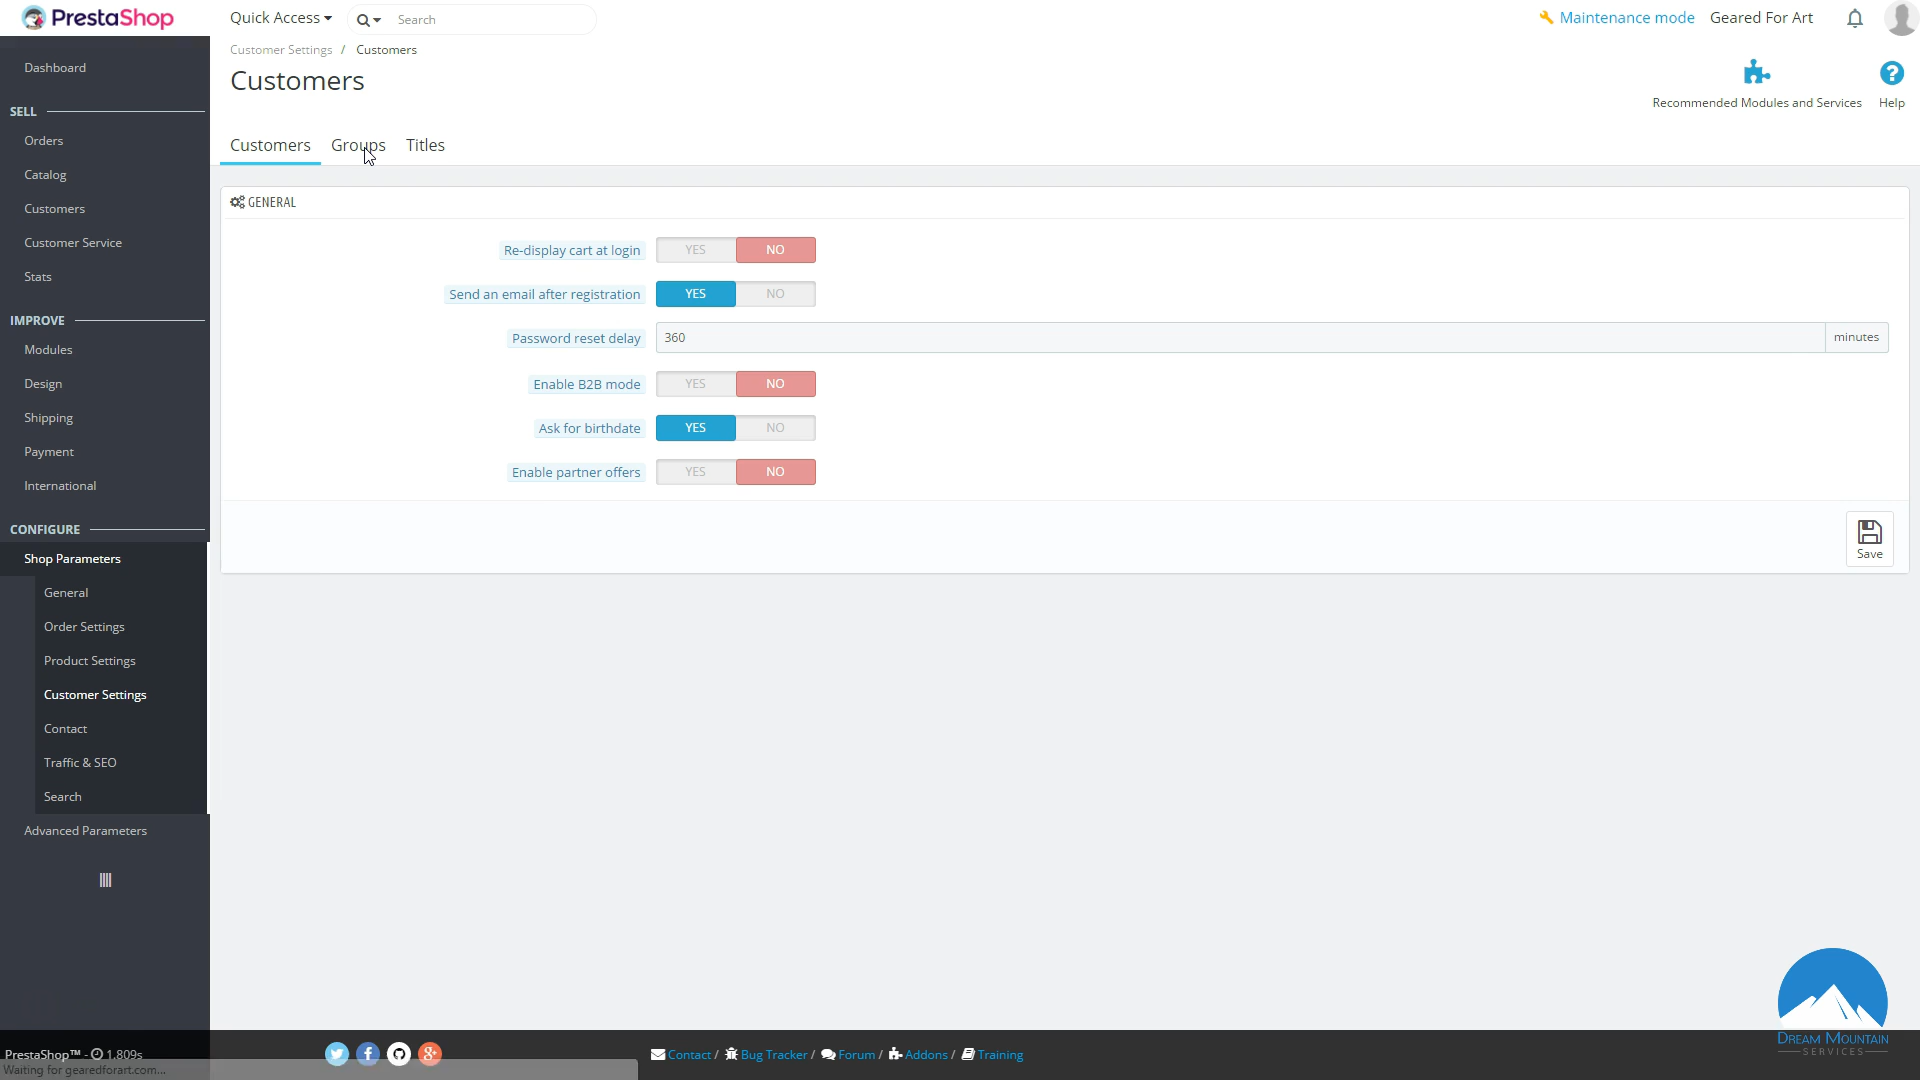 PrestaShop
Quick Access
Search
Maintenance mode
Geared For Art
Customer Settings / Customers
Customers
Recommended Modules and Services
Help
Customers
Groups
Titles
Dashboard
SELL
Orders
Catalog
Customers
Customer Service
Stats
IMPROVE
Modules
Design
Shipping
Payment
International
CONFIGURE
Shop Parameters
General
Order Settings
Product Settings
Customer Settings
Contact
Traffic & SEO
Search
Advanced Parameters
GENERAL
Re-display cart at login YES NO
Send an email after registration YES NO
Password reset delay 360 minutes
Enable B2B mode YES NO
Ask for birthdate YES NO
Enable partner offers YES NO
Save
DREAM MOUNTAIN
SERVICES
PrestaShop™ - 1.809s
Contact / Bug Tracker / Forum / Addons / Training
Waiting for gearedforart.com...